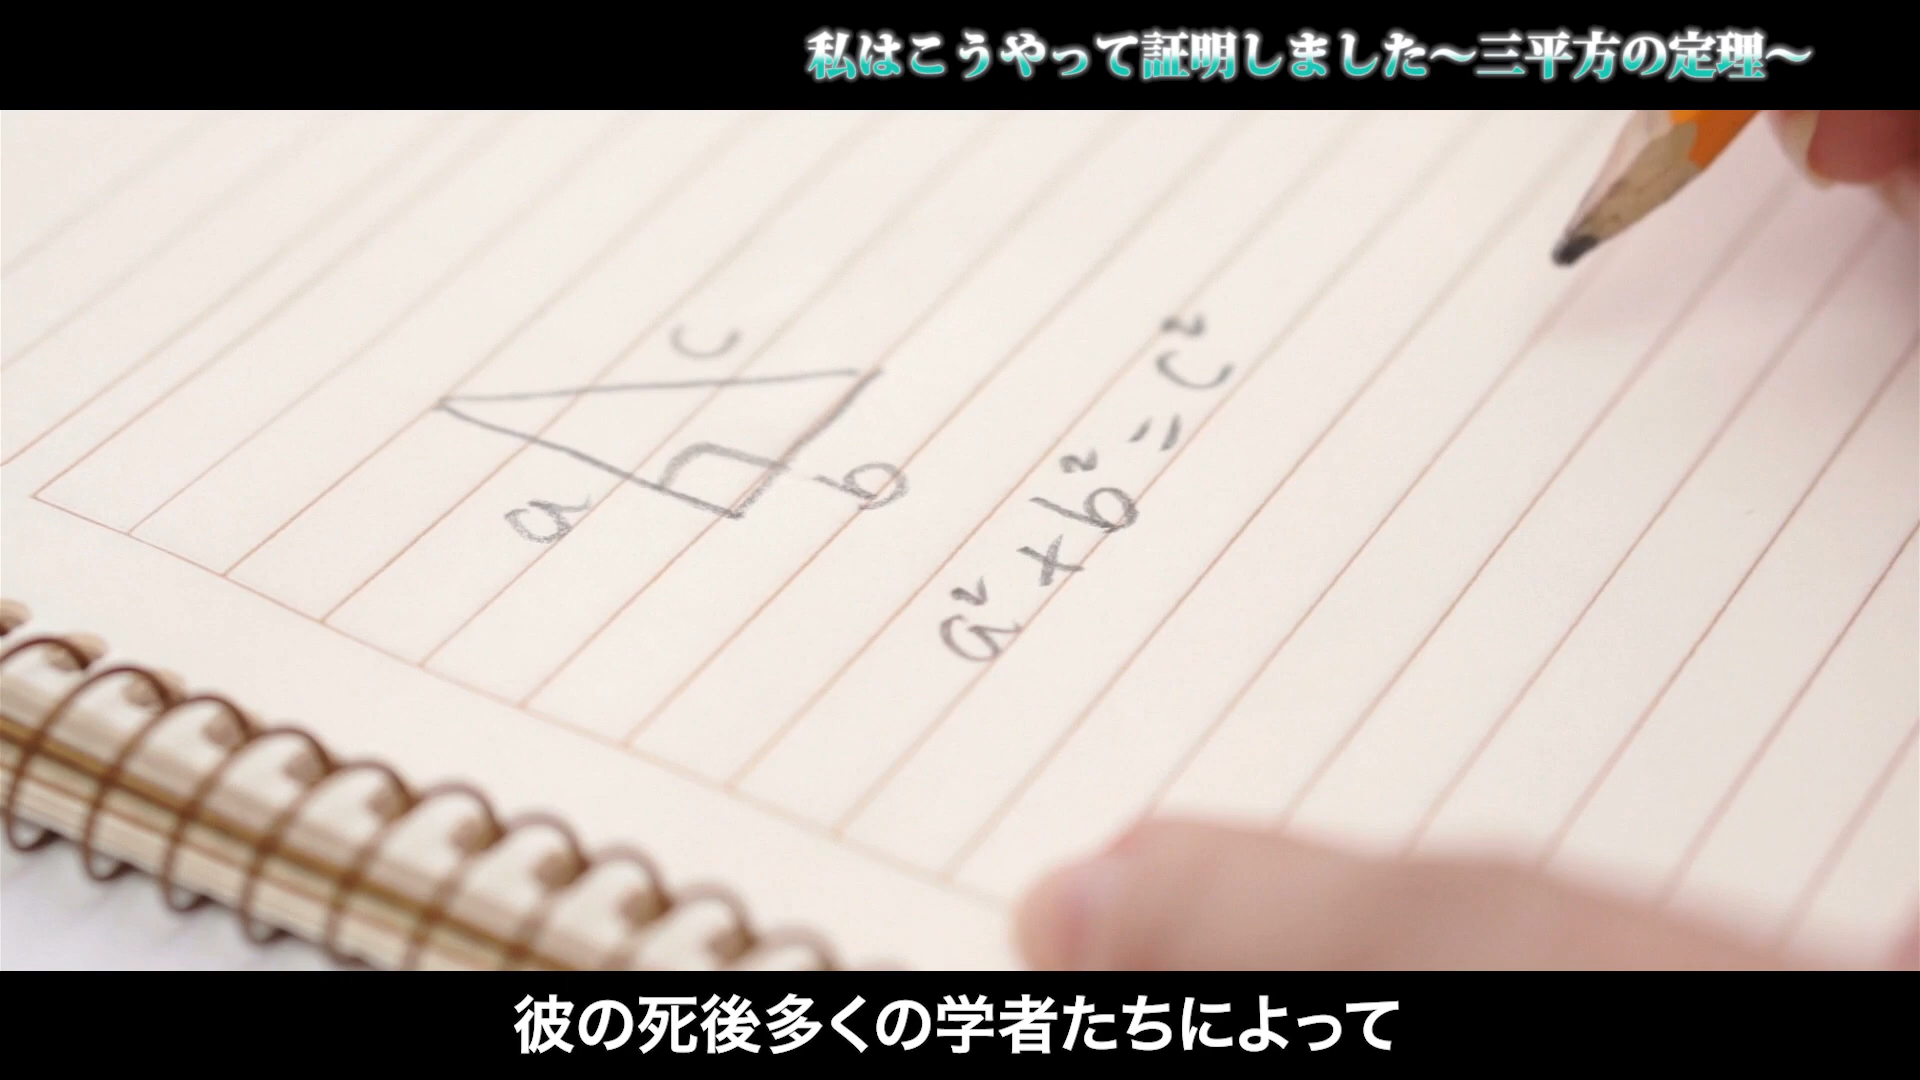 私はこうやって証明しました～三平方の定理～
c
a
b
a² + b² = c²
彼の死後多くの学者たちによって